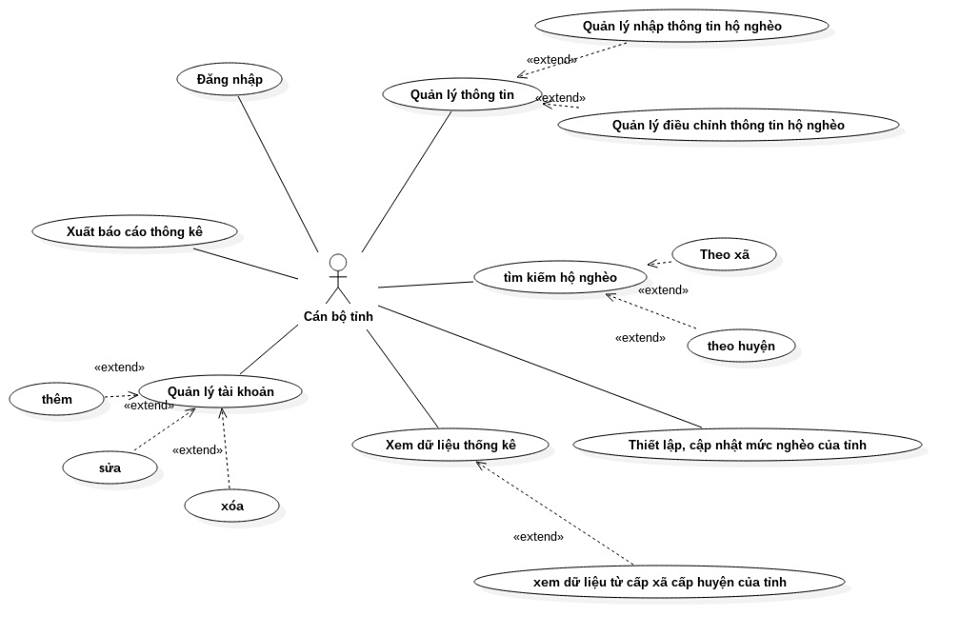 Quản lý nhập thông tin hộ nghèo
«extend»
Đăng nhập
Quản lý thông tin
«extend»
Quản lý điều chỉnh thông tin hộ nghèo
Xuất báo cáo thông kê
Theo xã
tìm kiếm hộ nghèo
«extend»
Cán bộ tỉnh
«extend»
theo huyện
«extend»
Quản lý tài khoản
thêm
«extend»
Xem dữ liệu thống kê
Thiết lập, cập nhật mức nghèo của tỉnh
«extend»
sửa
xóa
«extend»
xem dữ liệu từ cấp xã cấp huyện của tỉnh